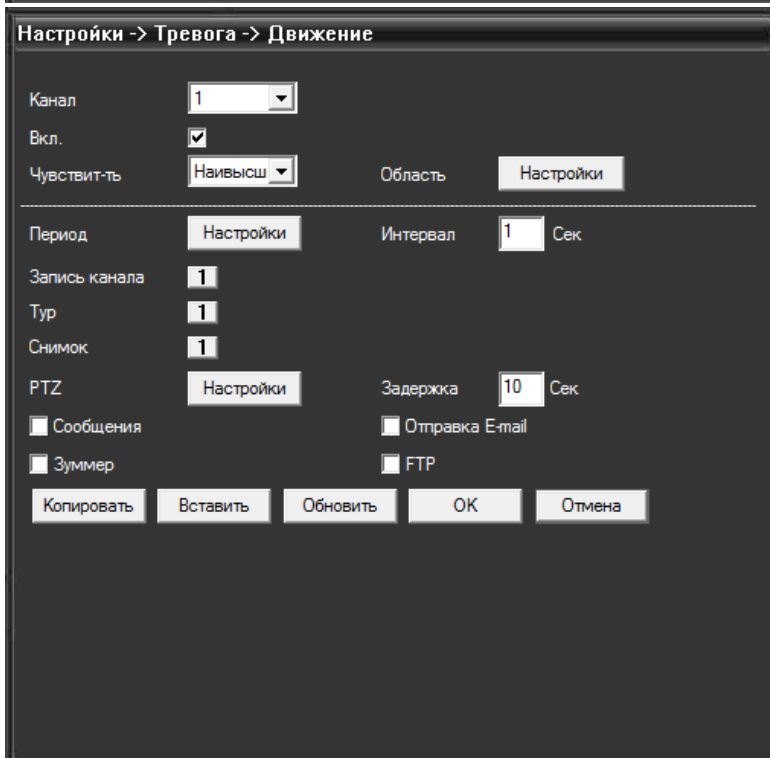 Настройки -> Тревога -> Движение
Канал 1
Вкл.
Чувствит-ть Наивысш Область Настройки
Период Настройки Интервал 1 Сек
Запись канала 1
Тур 1
Снимок 1
PTZ Настройки Задержка 10 Сек
Сообщения Отправка E-mail
Зуммер FTP
Копировать Вставить Обновить OK Отмена